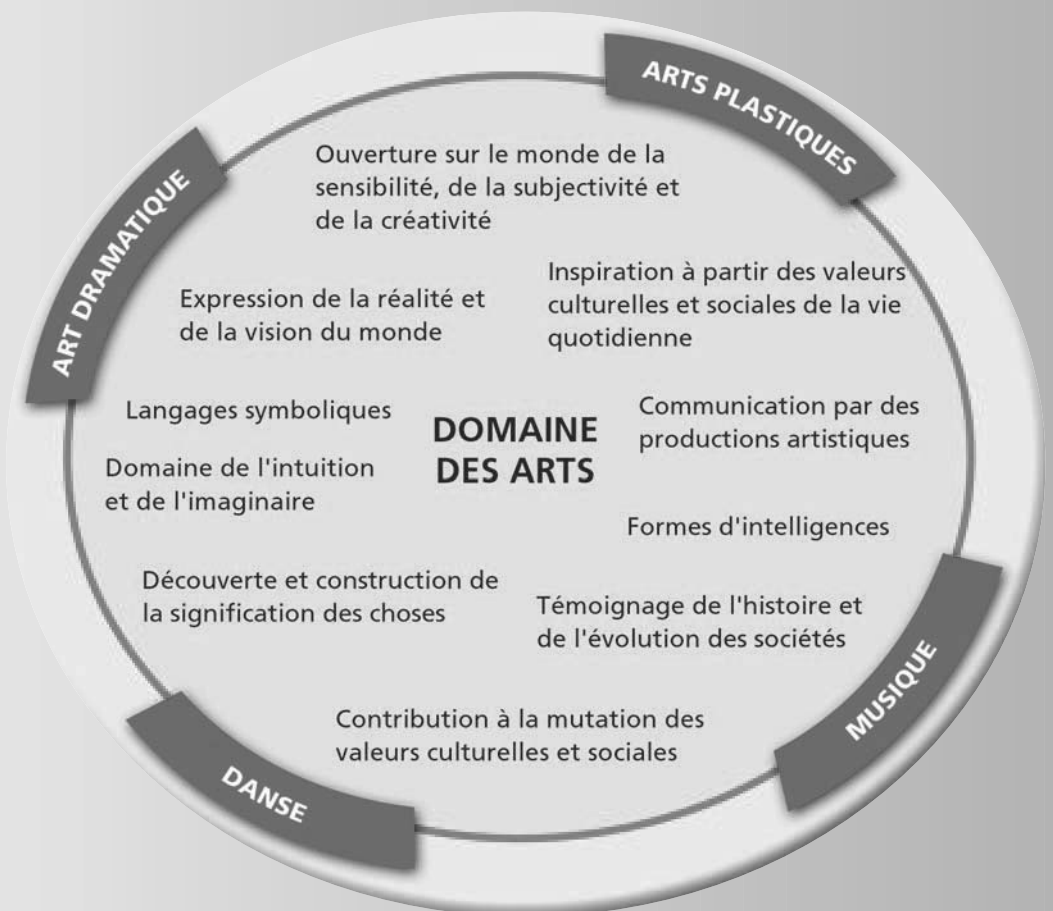 ARTS PLASTIQUES
ART DRAMATIQUE
Ouverture sur le monde de la
sensibilité, de la subjectivité et
de la créativité
Expression de la réalité et
de la vision du monde
Inspiration à partir des valeurs
culturelles et sociales de la vie
quotidienne
Langages symboliques
DOMAINE
DES ARTS
Communication par des
productions artistiques
Domaine de l'intuition
et de l'imaginaire
Formes d'intelligences
Découverte et construction de
la signification des choses
Témoignage de l'histoire et
de l'évolution des sociétés
MUSIQUE
Contribution à la mutation des
valeurs culturelles et sociales
DANSE